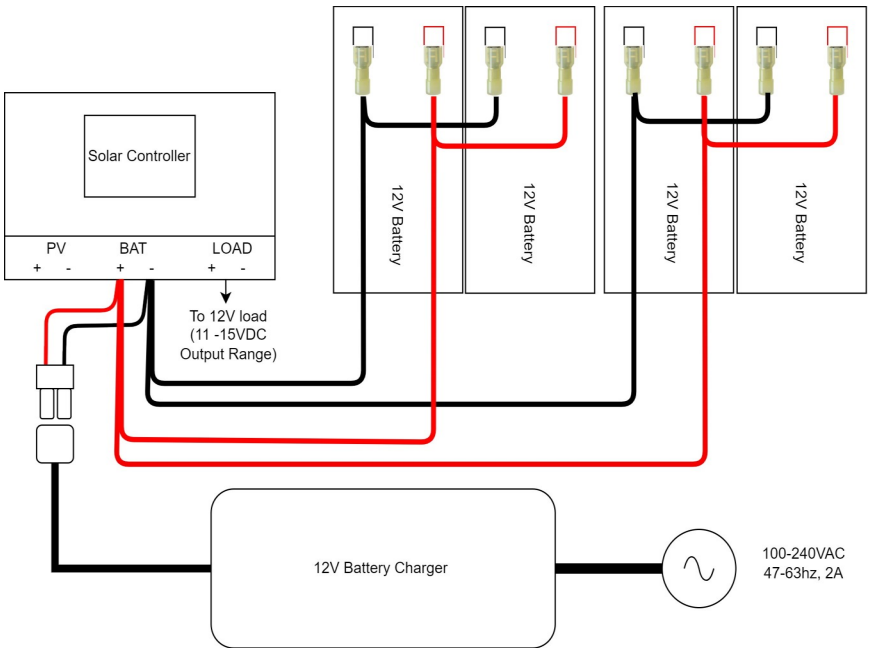 Solar Controller
PV BAT LOAD
+ - + - + -
To 12V load
(11 -15VDC
Output Range)
12V Battery
12V Battery
12V Battery
12V Battery
12V Battery Charger
100-240VAC
47-63hz, 2A